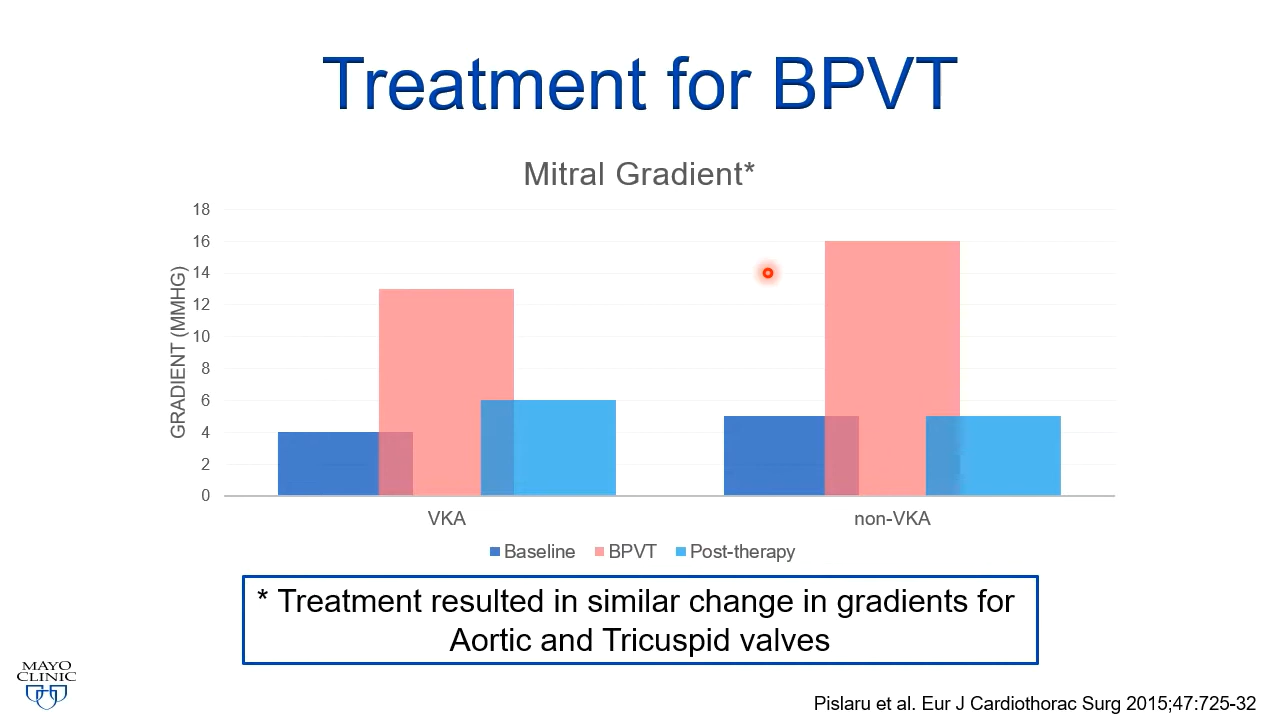 Treatment for BPVT
Mitral Gradient*
GRADIENT (MMHG)
18
16
14
12
10
8
6
4
2
0
VKA
non-VKA
Baseline BPVT Post-therapy
* Treatment resulted in similar change in gradients for
Aortic and Tricuspid valves
MAYO
CLINIC
Pislaru et al. Eur J Cardiothorac Surg 2015;47:725-32